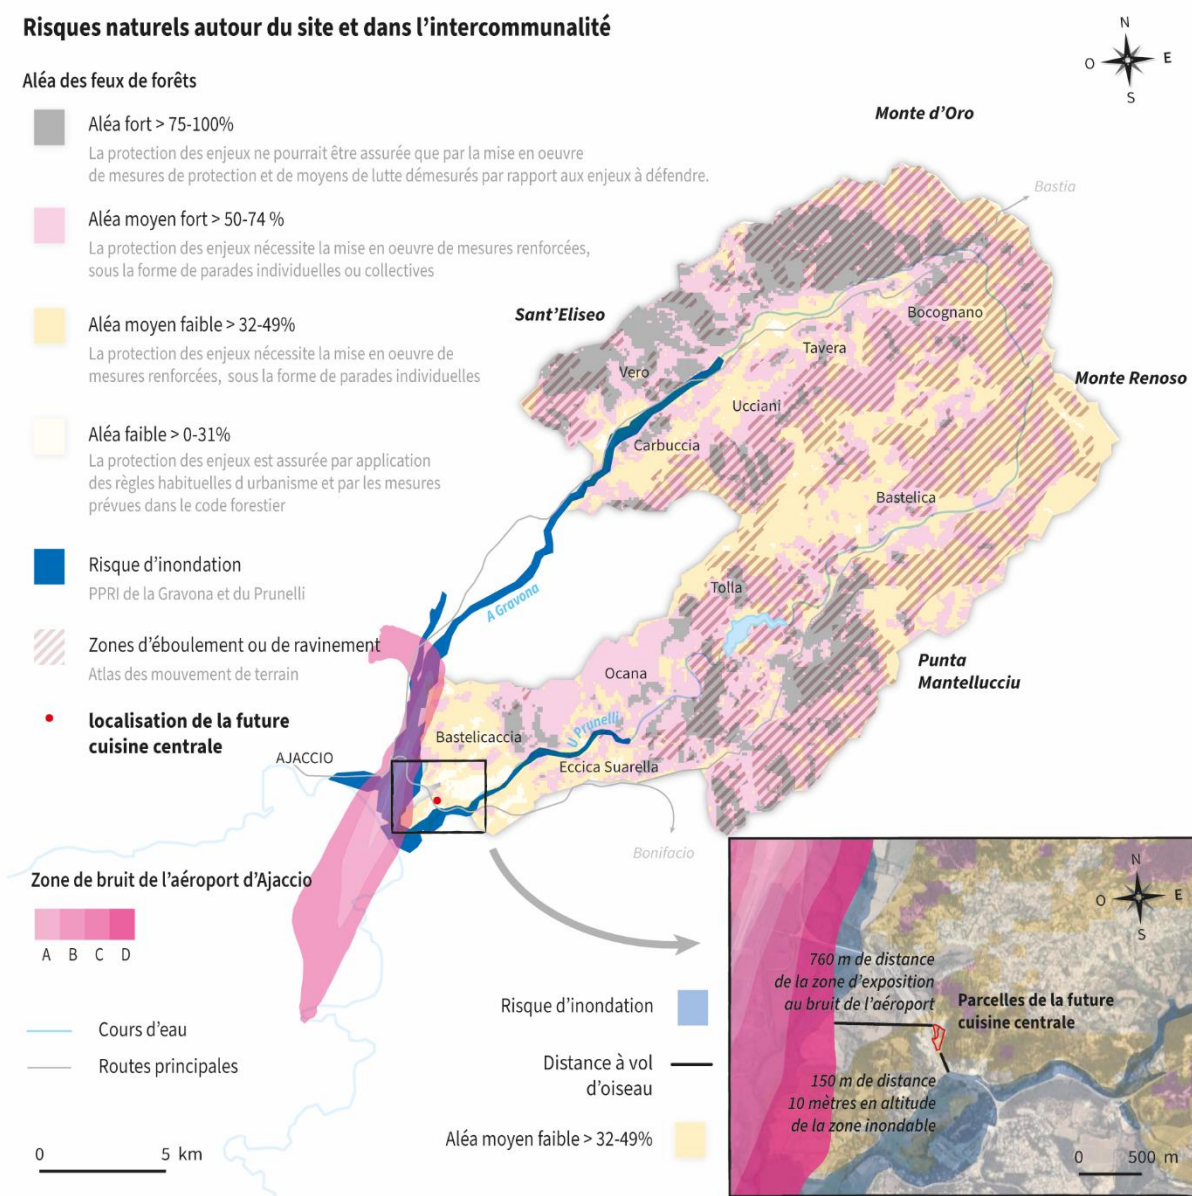 Risques naturels autour du site et dans l'intercommunalité
N
O
E
S
Aléa des feux de forêts
Aléa fort > 75-100%
La protection des enjeux ne pourrait être assurée que par la mise en oeuvre
de mesures de protection et de moyens de lutte démesurés par rapport aux enjeux à défendre.
Aléa moyen fort > 50-74 %
La protection des enjeux nécessite la mise en oeuvre de mesures renforcées,
sous la forme de parades individuelles ou collectives
Aléa moyen faible > 32-49%
La protection des enjeux nécessite la mise en oeuvre de
mesures renforcées, sous la forme de parades individuelles
Aléa faible > 0-31%
La protection des enjeux est assurée par application
des règles habituelles d urbanisme et par les mesures
prévues dans le code forestier
Risque d'inondation
PPRI de la Gravona et du Prunelli
Zones d'éboulement ou de ravinement
Atlas des mouvement de terrain
localisation de la future
cuisine centrale
Zone de bruit de l'aéroport d'Ajaccio
A B C D
Cours d'eau
Routes principales
0 5 km
Monte d'Oro
Bastia
Sant'Eliseo
Bocognano
Tavera
Vero
Monte Renoso
Ucciani
Carbuccia
Bastelica
A Gravona
Tolla
Punta
Mantellucciu
Ocana
U Prunelli
Bastelicaccia
AJACCIO
Eccica Suarella
Bonifacio
Risque d'inondation
Distance à vol
d'oiseau
Aléa moyen faible > 32-49%
N
O
E
S
760 m de distance
de la zone d'exposition
au bruit de l'aéroport
Parcelles de la future
cuisine centrale
150 m de distance
10 mètres en altitude
de la zone inondable
0 500 m